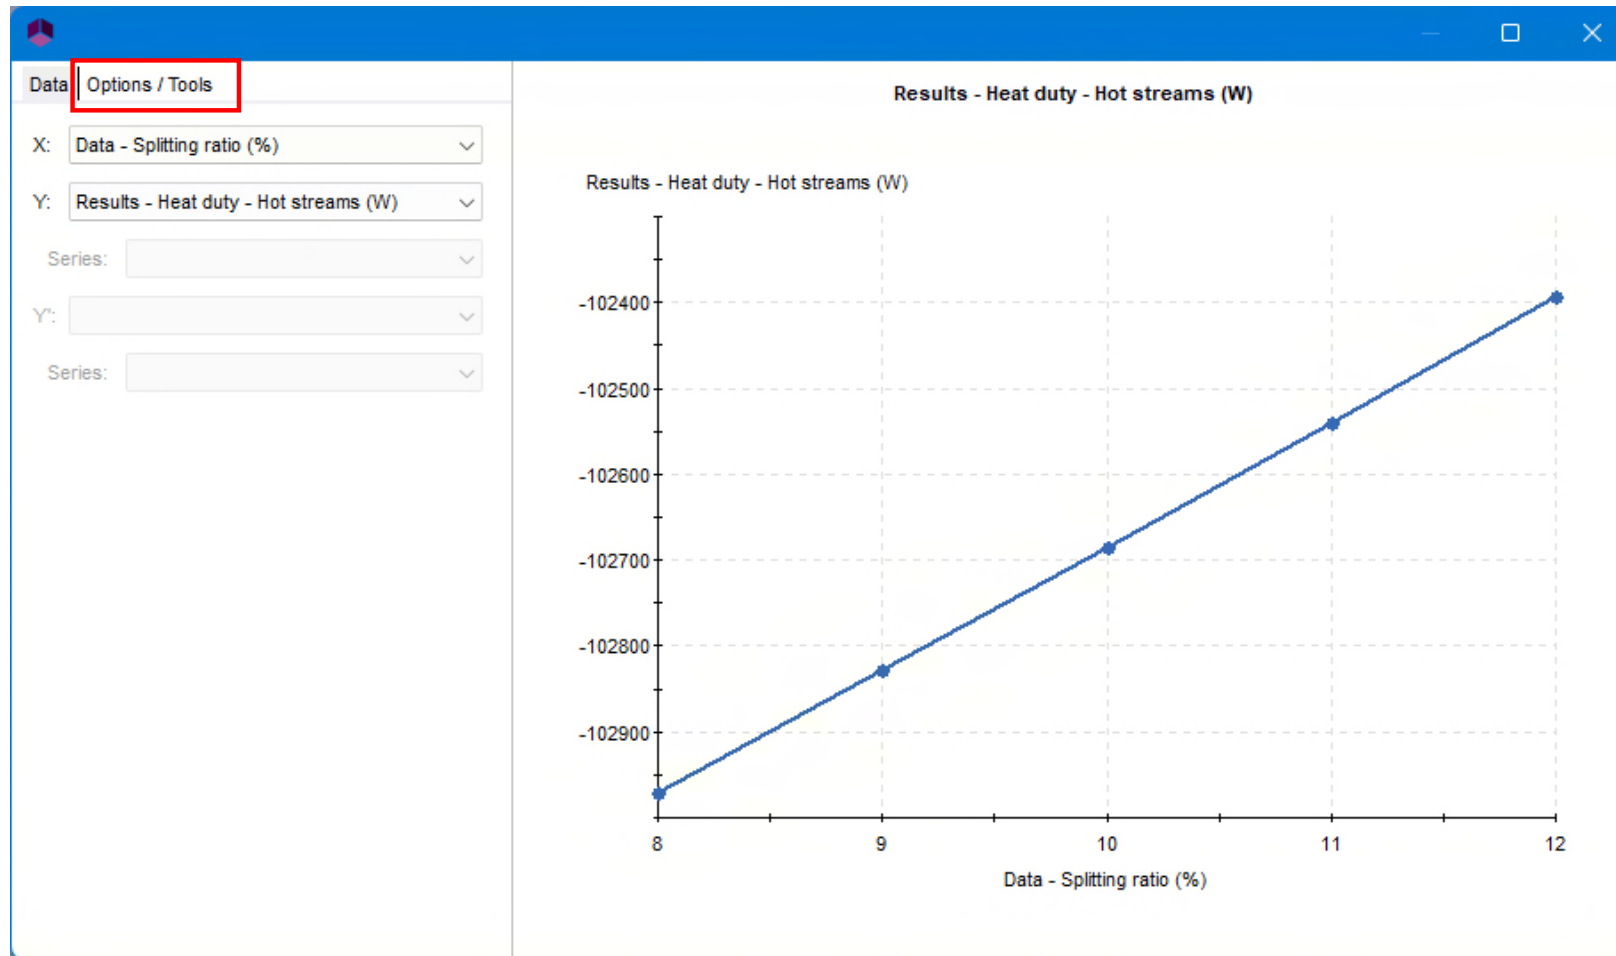 Data
Options / Tools
X: Data - Splitting ratio (%)
Y: Results - Heat duty - Hot streams (W)
Series:
Y':
Series:
Results - Heat duty - Hot streams (W)
Results - Heat duty - Hot streams (W)
-102400
-102500
-102600
-102700
-102800
-102900
8 9 10 11 12
Data - Splitting ratio (%)